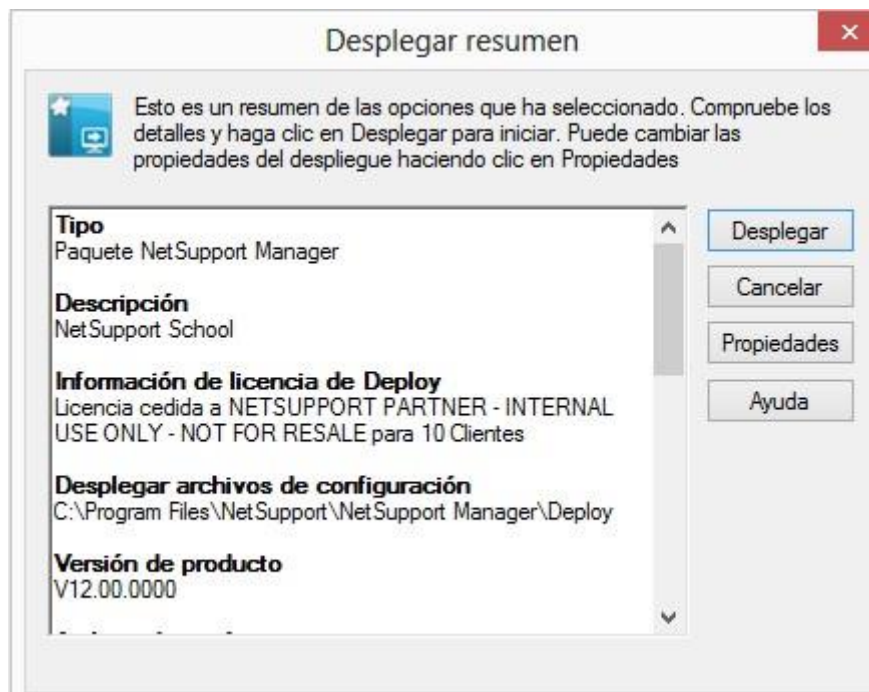 Desplegar resumen
Esto es un resumen de las opciones que ha seleccionado. Compruebe los
detalles y haga clic en Desplegar para iniciar. Puede cambiar las
propiedades del despliegue haciendo clic en Propiedades
Tipo
Paquete NetSupport Manager
Descripción
NetSupport School
Información de licencia de Deploy
Licencia cedida a NETSUPPORT PARTNER - INTERNAL
USE ONLY - NOT FOR RESALE para 10 Clientes
Desplegar archivos de configuración
C:\Program Files\NetSupport\NetSupport Manager\Deploy
Versión de producto
V12.00.0000
Desplegar
Cancelar
Propiedades
Ayuda